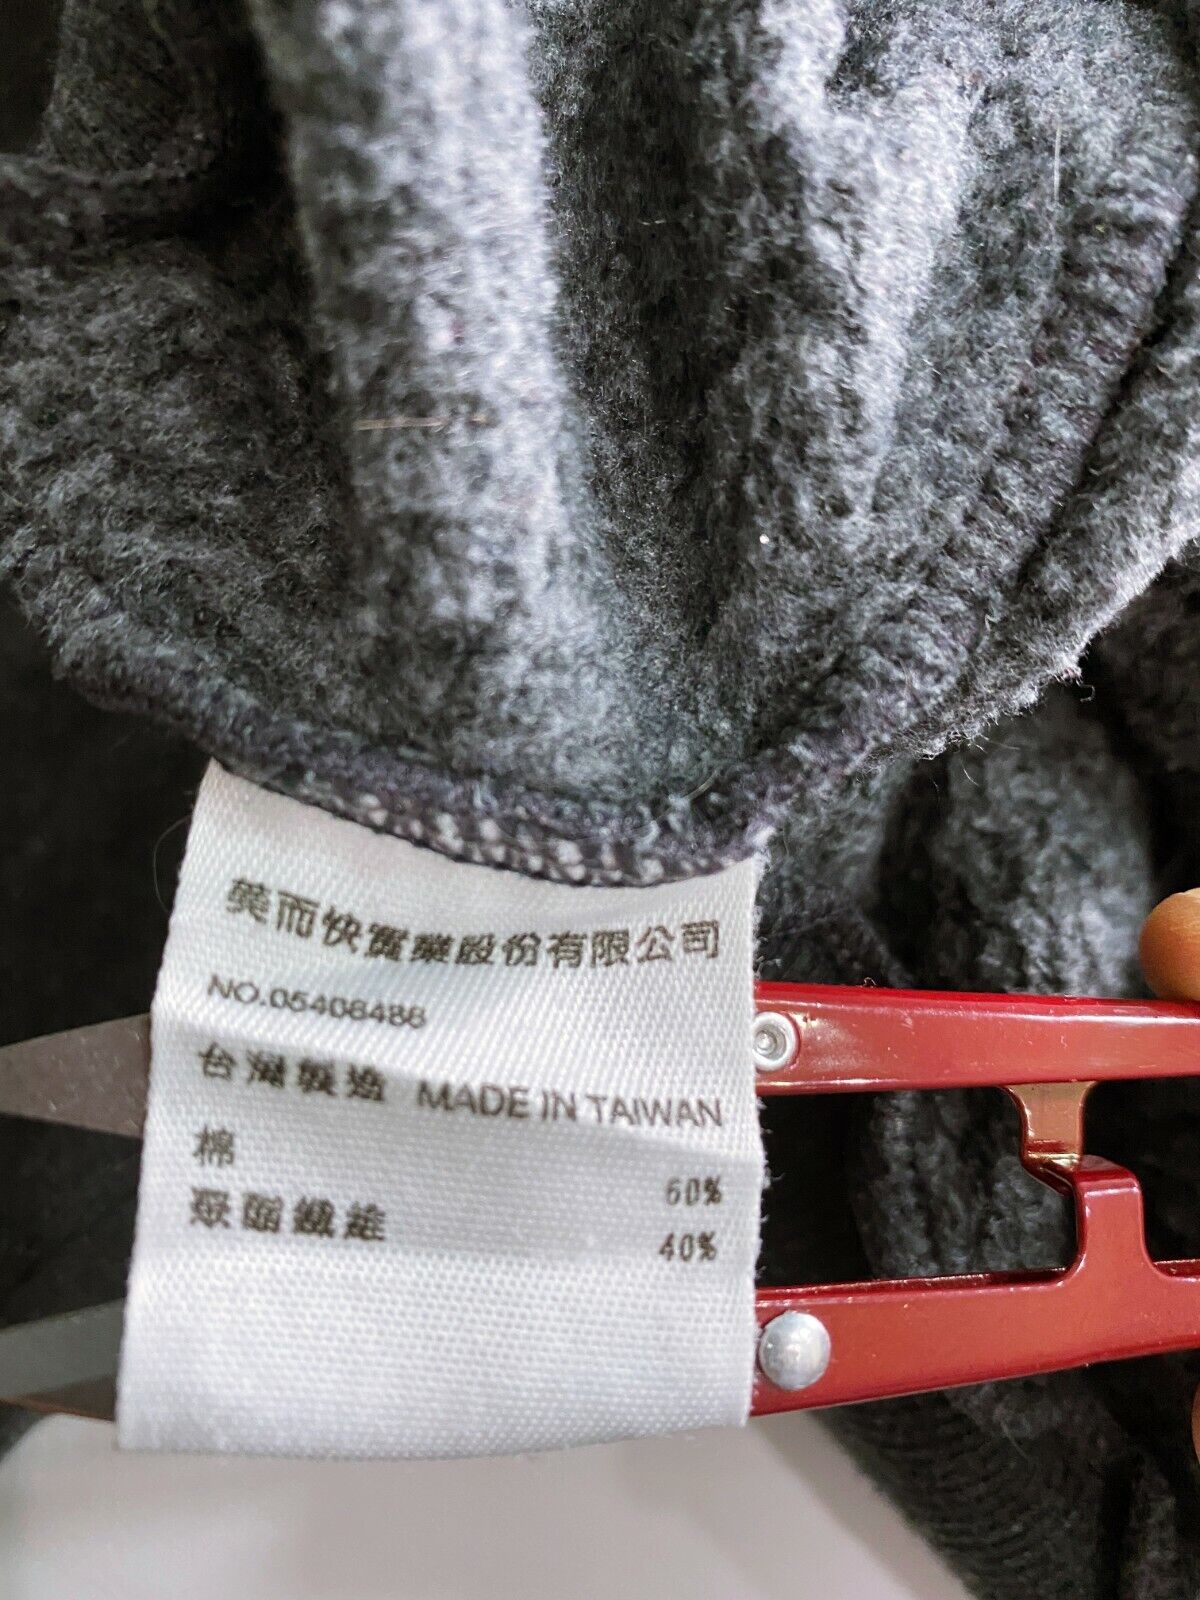 美而快實業股份有限公司
NO.05408488
台灣製造 MADE IN TAIWAN
棉 60%
聚酯纖維 40%